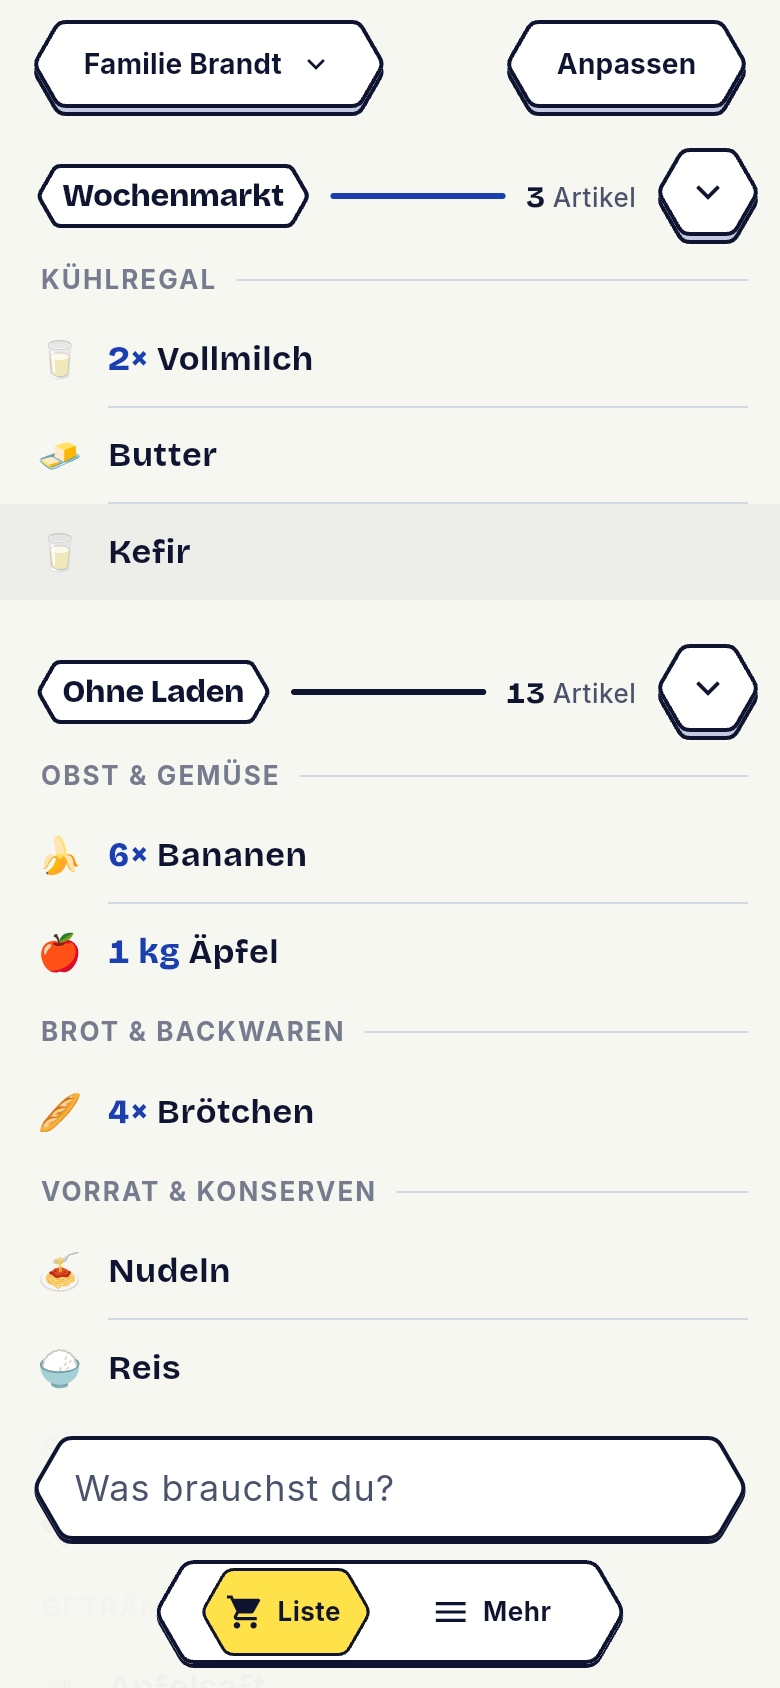 Familie Brandt
Anpassen
Wochenmarkt
3 Artikel
KÜHLREGAL
2× Vollmilch
Butter
Kefir
Ohne Laden
13 Artikel
OBST & GEMÜSE
6× Bananen
1 kg Äpfel
BROT & BACKWAREN
4× Brötchen
VORRAT & KONSERVEN
Nudeln
Reis
Was brauchst du?
Liste
Mehr
Apfelsaft